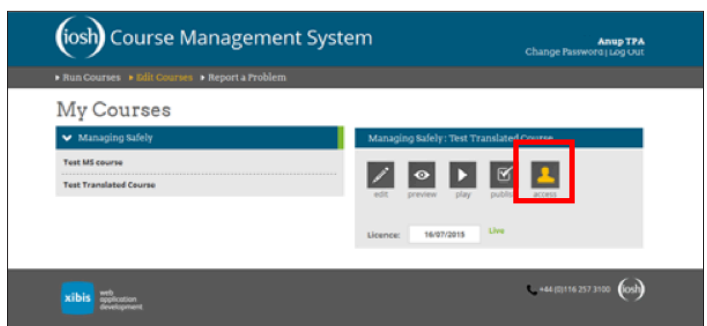 iosh Course Management System
Anup TPA
Change Password | Log Out
Run Courses Edit Courses Report a Problem
My Courses
Managing Safely
Test MS course
Test Translated Course
Managing Safely: Test Translated Course
edit preview play publish access
Licence: 16/07/2015 Live
xibis web application development
+44 (0)116 257 3100 iosh